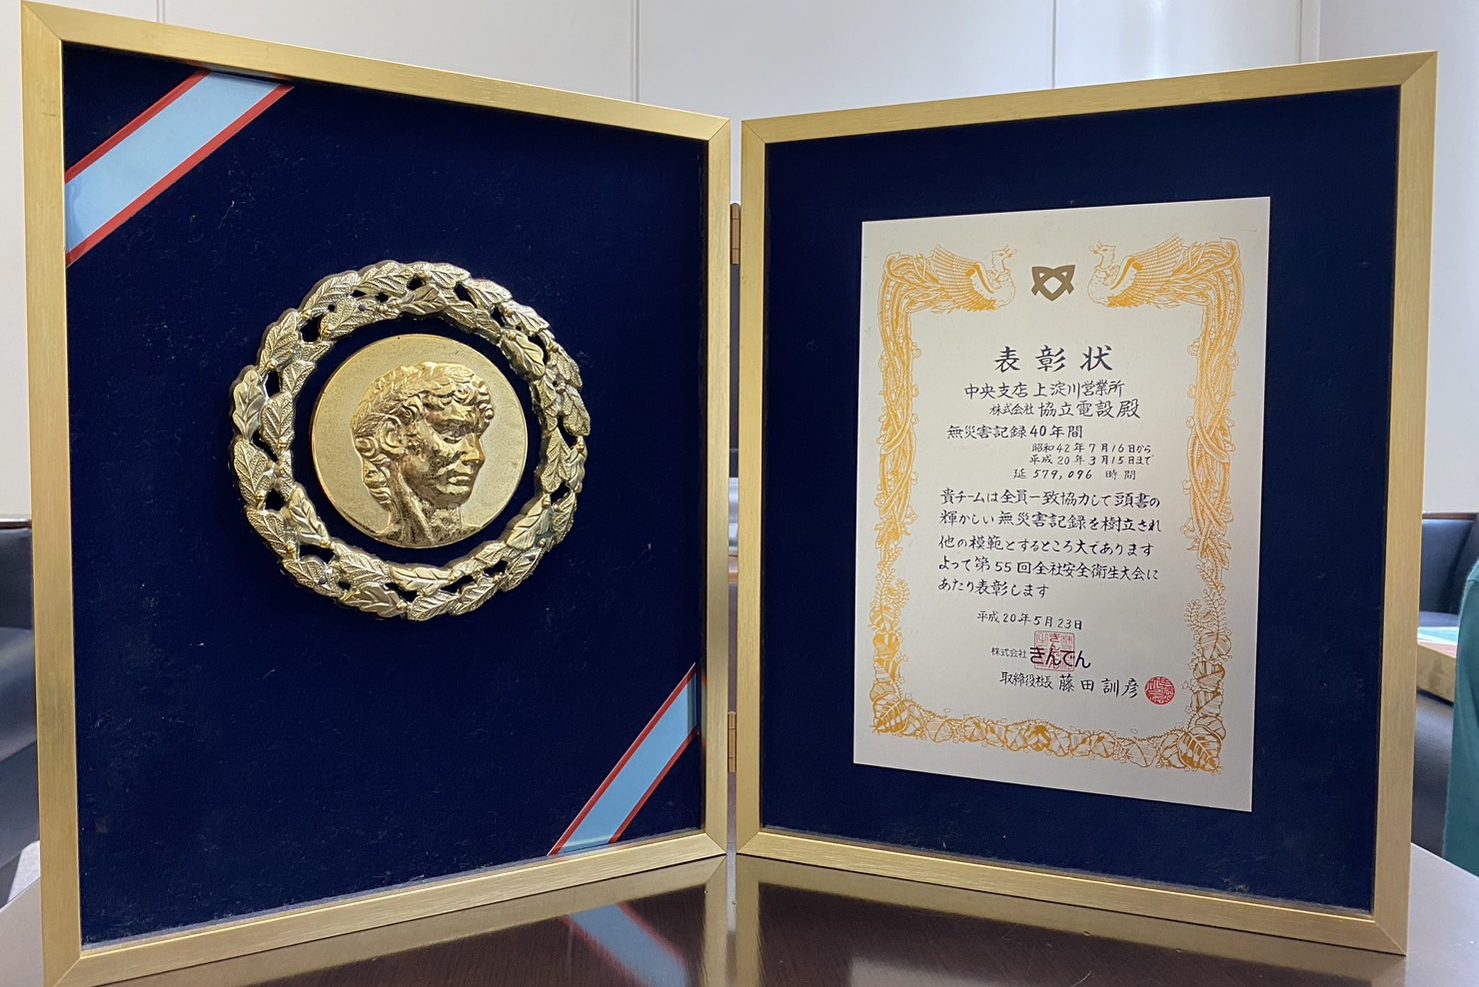 表彰状
中央支店上淀川営業所
株式会社 協立電設殿
無災害記録40年間
昭和42年7月16日から
平成20年3月15日まで
延 579,096 時間
貴チームは全員一致協力して頭書の
輝かしい無災害記録を樹立され
他の模範とするところ大であります
よって第55回全社安全衛生大会に
あたり表彰します
平成20年5月23日
株式会社 きんでん
取締役社長 藤田訓彦